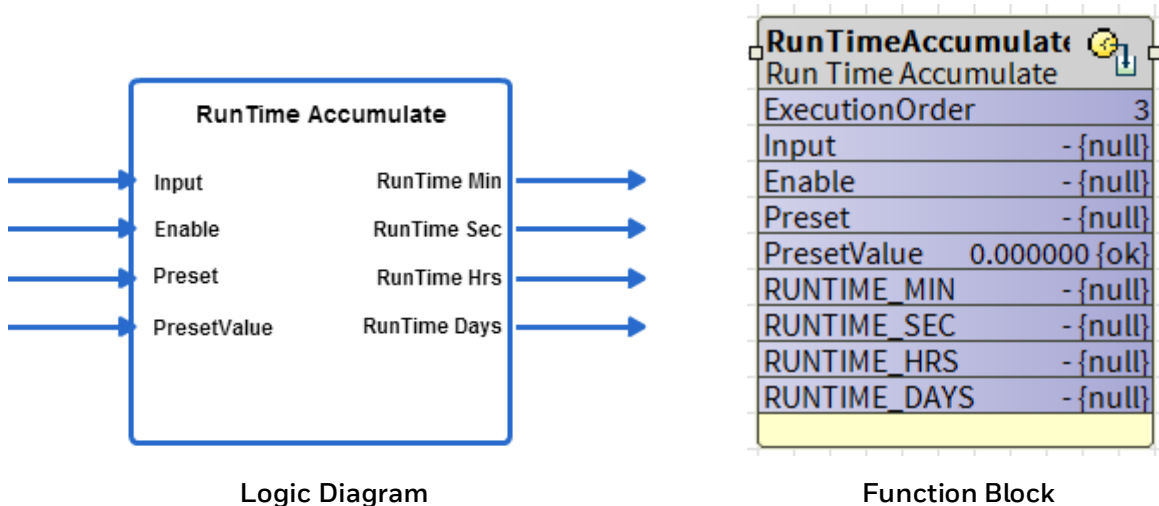 RunTime Accumulate
Input
RunTime Min
Enable
RunTime Sec
Preset
RunTime Hrs
PresetValue
RunTime Days
Logic Diagram
RunTimeAccumulate
Run Time Accumulate
ExecutionOrder 3
Input - {null}
Enable - {null}
Preset - {null}
PresetValue 0.000000 {ok}
RUNTIME_MIN - {null}
RUNTIME_SEC - {null}
RUNTIME_HRS - {null}
RUNTIME_DAYS - {null}
Function Block